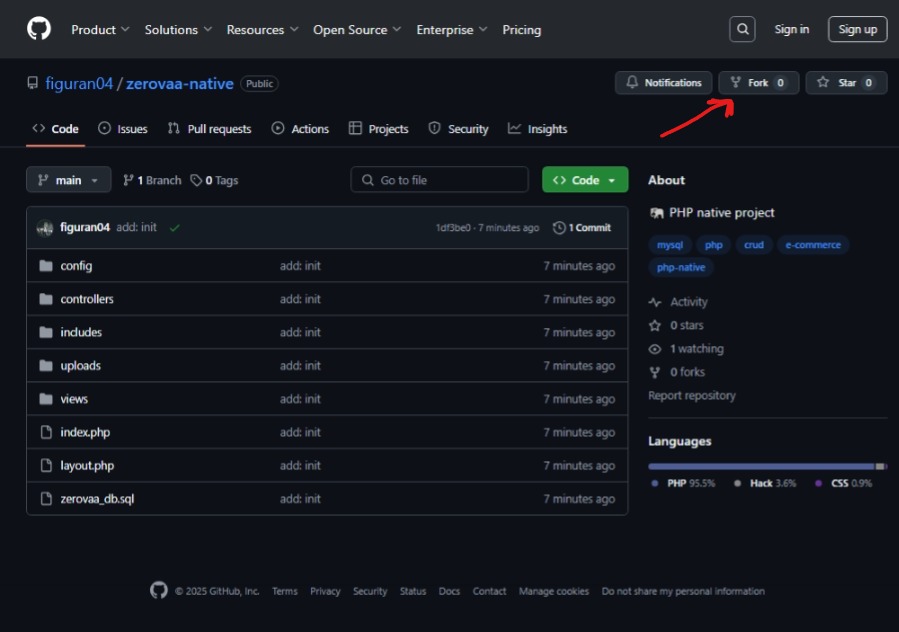 Product Solutions Resources Open Source Enterprise Pricing Sign in Sign up
figuran04 / zerovaa-native Public Notifications Fork 0 Star 0
Code Issues Pull requests Actions Projects Security Insights
main 1 Branch 0 Tags Go to file Code
figuran04 add: init 1df3be0 · 7 minutes ago 1 Commit
config add: init 7 minutes ago
controllers add: init 7 minutes ago
includes add: init 7 minutes ago
uploads add: init 7 minutes ago
views add: init 7 minutes ago
index.php add: init 7 minutes ago
layout.php add: init 7 minutes ago
zerovaa_db.sql add: init 7 minutes ago
About
PHP native project
mysql php crud e-commerce
php-native
Activity
0 stars
1 watching
0 forks
Report repository
Languages
PHP 95.5% Hack 3.6% CSS 0.9%
© 2025 GitHub, Inc. Terms Privacy Security Status Docs Contact Manage cookies Do not share my personal information